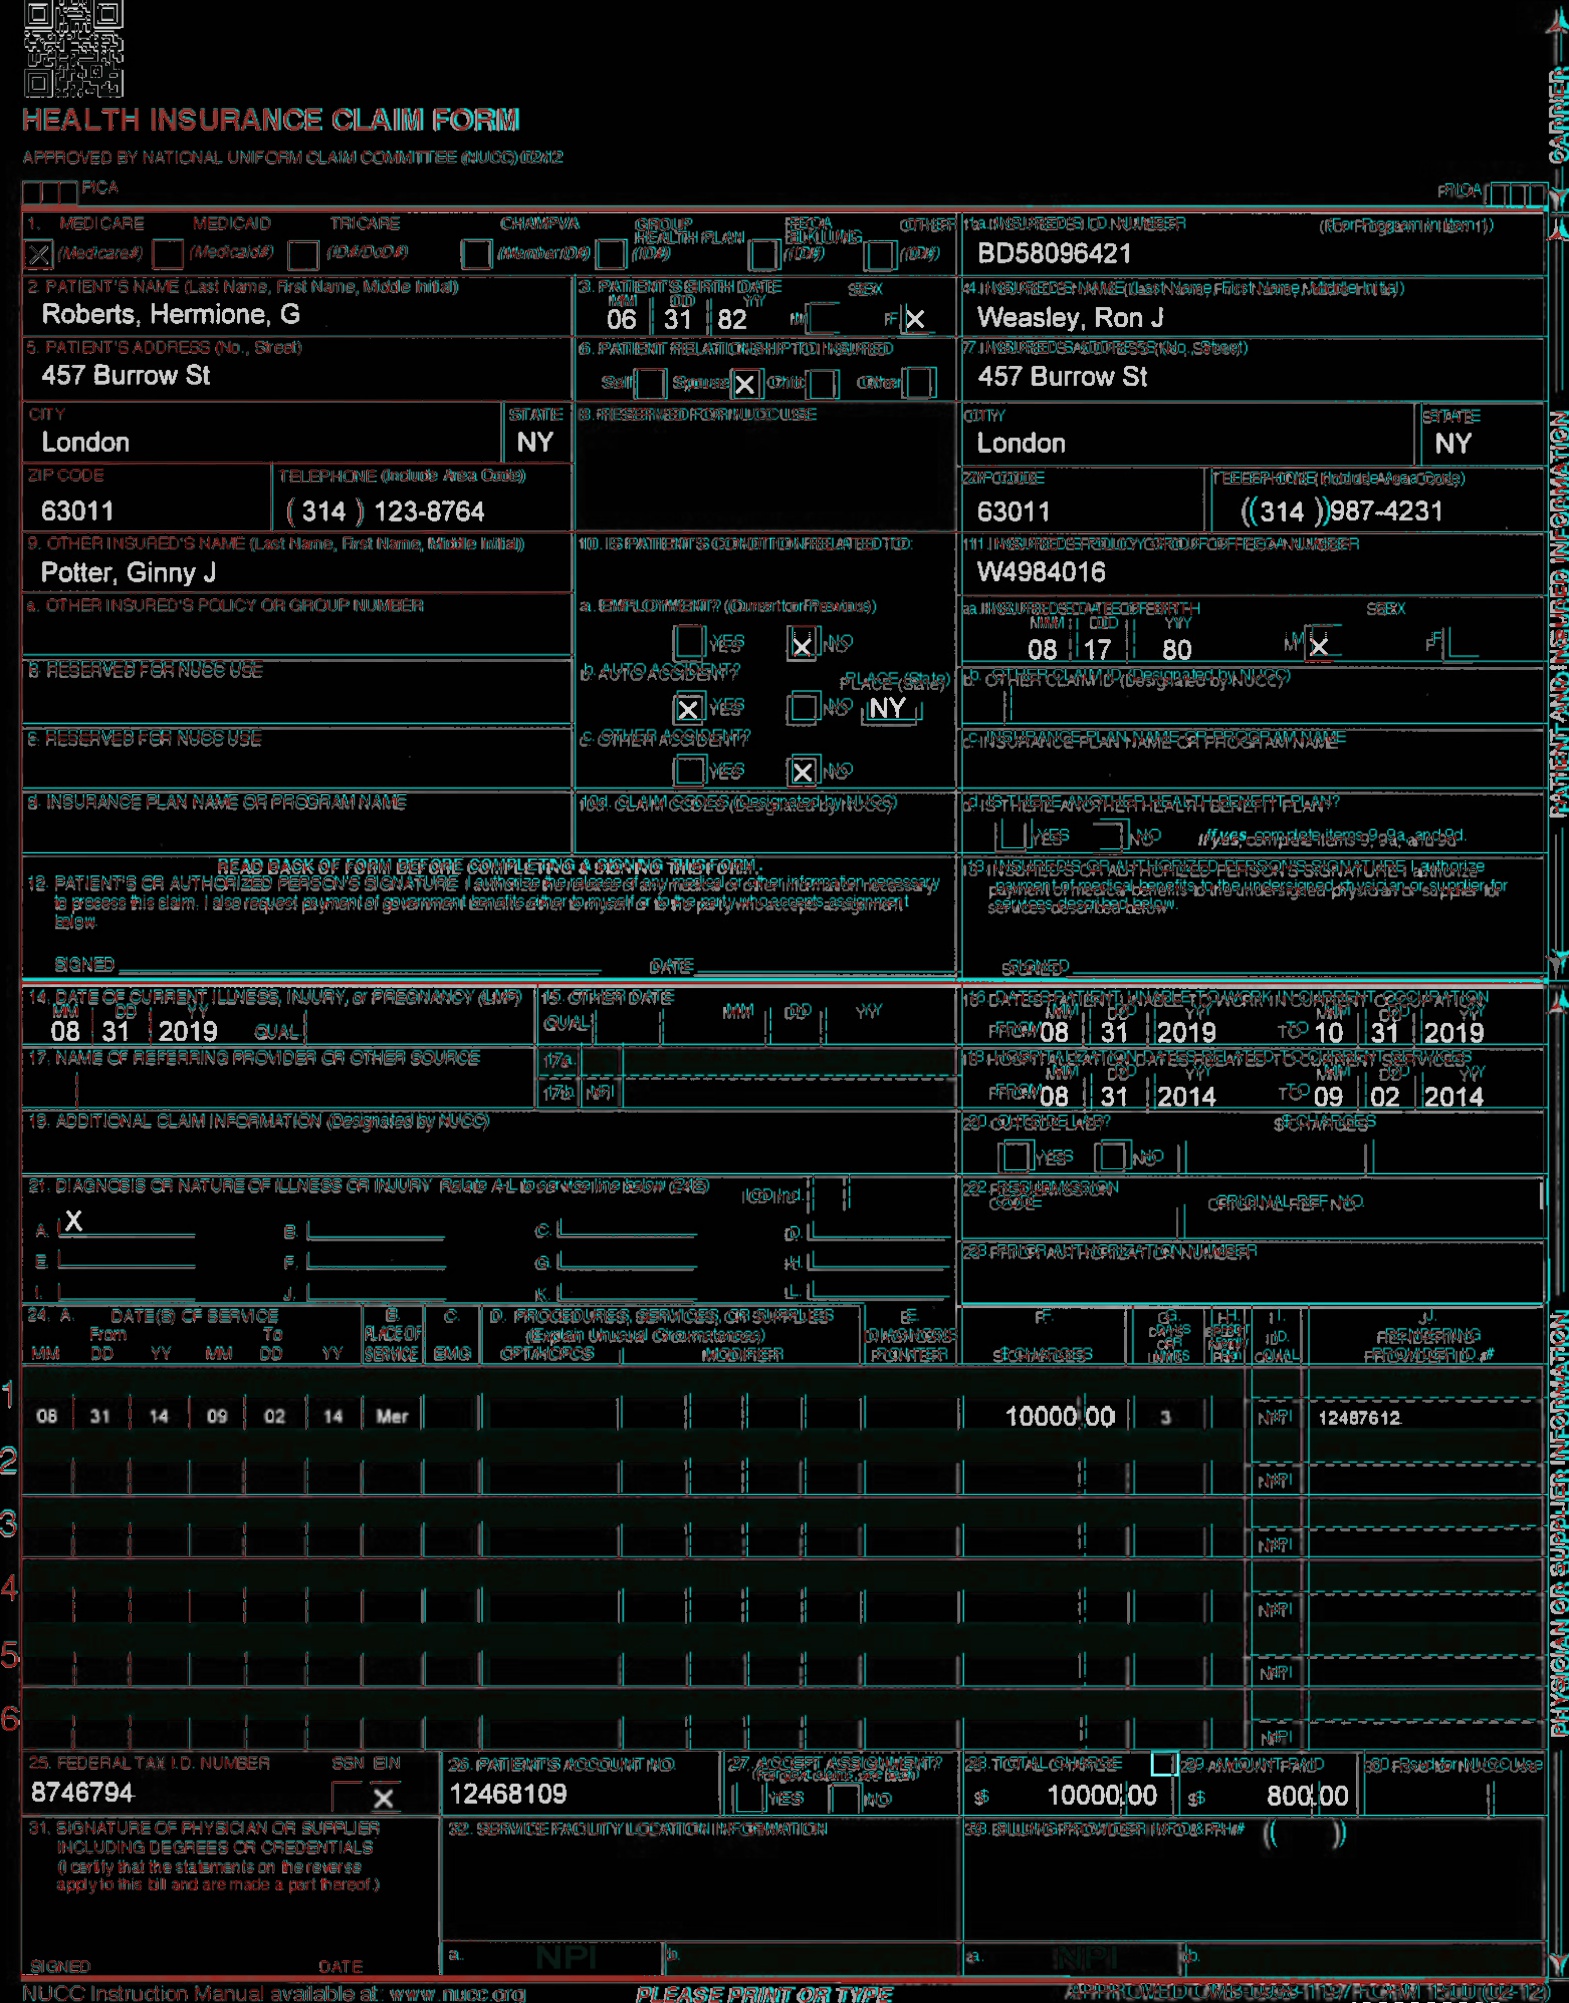 HEALTH INSURANCE CLAIM FORM
APPROVED BY NATIONAL UNIFORM CLAIM COMMITTEE (NUCC) 02/12
PICA
PICA
CARRIER
1. MEDICARE MEDICAID TRICARE CHAMPVA GROUP HEALTH PLAN FECA BLK LUNG OTHER
(Medicare#) (Medicaid#) (ID#/DoD#) (Member ID#) (ID#) (ID#) (ID#)
1a. INSURED'S I.D. NUMBER (For Program in Item 1)
BD58096421
2. PATIENT'S NAME (Last Name, First Name, Middle Initial)
Roberts, Hermione, G
3. PATIENT'S BIRTH DATE SEX
MM DD YY
06 31 82 M F X
4. INSURED'S NAME (Last Name, First Name, Middle Initial)
Weasley, Ron J
5. PATIENT'S ADDRESS (No., Street)
457 Burrow St
6. PATIENT RELATIONSHIP TO INSURED
Self Spouse X Child Other
7. INSURED'S ADDRESS (No., Street)
457 Burrow St
CITY STATE
London NY
8. RESERVED FOR NUCC USE
CITY STATE
London NY
ZIP CODE TELEPHONE (Include Area Code)
63011 ( 314 ) 123-8764
ZIP CODE TELEPHONE (Include Area Code)
63011 ( 314 ) 987-4231
9. OTHER INSURED'S NAME (Last Name, First Name, Middle Initial)
Potter, Ginny J
10. IS PATIENT'S CONDITION RELATED TO:
11. INSURED'S POLICY GROUP OR FECA NUMBER
W4984016
a. OTHER INSURED'S POLICY OR GROUP NUMBER
a. EMPLOYMENT? (Current or Previous)
YES X NO
a. INSURED'S DATE OF BIRTH SEX
MM DD YY
08 17 80 M X F
b. RESERVED FOR NUCC USE
b. AUTO ACCIDENT? PLACE (State)
X YES NO NY
b. OTHER CLAIM ID (Designated by NUCC)
c. RESERVED FOR NUCC USE
c. OTHER ACCIDENT?
YES X NO
c. INSURANCE PLAN NAME OR PROGRAM NAME
d. INSURANCE PLAN NAME OR PROGRAM NAME
10d. CLAIM CODES (Designated by NUCC)
d. IS THERE ANOTHER HEALTH BENEFIT PLAN?
YES NO If yes, complete items 9, 9a, and 9d.
READ BACK OF FORM BEFORE COMPLETING & SIGNING THIS FORM.
12. PATIENT'S OR AUTHORIZED PERSON'S SIGNATURE I authorize the release of any medical or other information necessary
to process this claim. I also request payment of government benefits either to myself or to the party who accepts assignment
below.
SIGNED DATE
13. INSURED'S OR AUTHORIZED PERSON'S SIGNATURE I authorize
payment of medical benefits to the undersigned physician or supplier for
services described below.
SIGNED
PATIENT AND INSURED INFORMATION
14. DATE OF CURRENT ILLNESS, INJURY, or PREGNANCY (LMP)
MM DD YY
08 31 2019 QUAL.
15. OTHER DATE
QUAL. MM DD YY
16. DATES PATIENT UNABLE TO WORK IN CURRENT OCCUPATION
MM DD YY MM DD YY
FROM 08 31 2019 TO 10 31 2019
17. NAME OF REFERRING PROVIDER OR OTHER SOURCE
17a.
17b. NPI
18. HOSPITALIZATION DATES RELATED TO CURRENT SERVICES
MM DD YY MM DD YY
FROM 08 31 2014 TO 09 02 2014
19. ADDITIONAL CLAIM INFORMATION (Designated by NUCC)
20. OUTSIDE LAB? $ CHARGES
YES NO
21. DIAGNOSIS OR NATURE OF ILLNESS OR INJURY Relate A-L to service line below (24E) ICD Ind.
A. X B. C. D.
E. F. G. H.
I. J. K. L.
22. RESUBMISSION CODE ORIGINAL REF. NO.
23. PRIOR AUTHORIZATION NUMBER
24. A. DATE(S) OF SERVICE B. C. D. PROCEDURES, SERVICES, OR SUPPLIES E. F. G. H. I. J.
From To PLACE OF (Explain Unusual Circumstances) DIAGNOSIS DAYS OR ID. RENDERING
MM DD YY MM DD YY SERVICE EMG CPT/HCPCS MODIFIER POINTER $ CHARGES UNITS QUAL. PROVIDER ID. #
1
08 31 14 09 02 14 Mer 10000 00 3 NPI 12487612
2
NPI
3
NPI
4
NPI
5
NPI
6
NPI
25. FEDERAL TAX I.D. NUMBER SSN EIN
8746794 X
26. PATIENT'S ACCOUNT NO.
12468109
27. ACCEPT ASSIGNMENT?
(For govt. claims, see back)
YES NO
28. TOTAL CHARGE
$ 10000 00
29. AMOUNT PAID
$ 800 00
30. Rsvd for NUCC Use
31. SIGNATURE OF PHYSICIAN OR SUPPLIER
INCLUDING DEGREES OR CREDENTIALS
(I certify that the statements on the reverse
apply to this bill and are made a part thereof.)
SIGNED DATE
32. SERVICE FACILITY LOCATION INFORMATION
a. NPI b.
33. BILLING PROVIDER INFO & PH# ( )
a. NPI b.
PHYSICIAN OR SUPPLIER INFORMATION
NUCC Instruction Manual available at: www.nucc.org
PLEASE PRINT OR TYPE
APPROVED OMB-0938-1197 FORM 1500 (02-12)